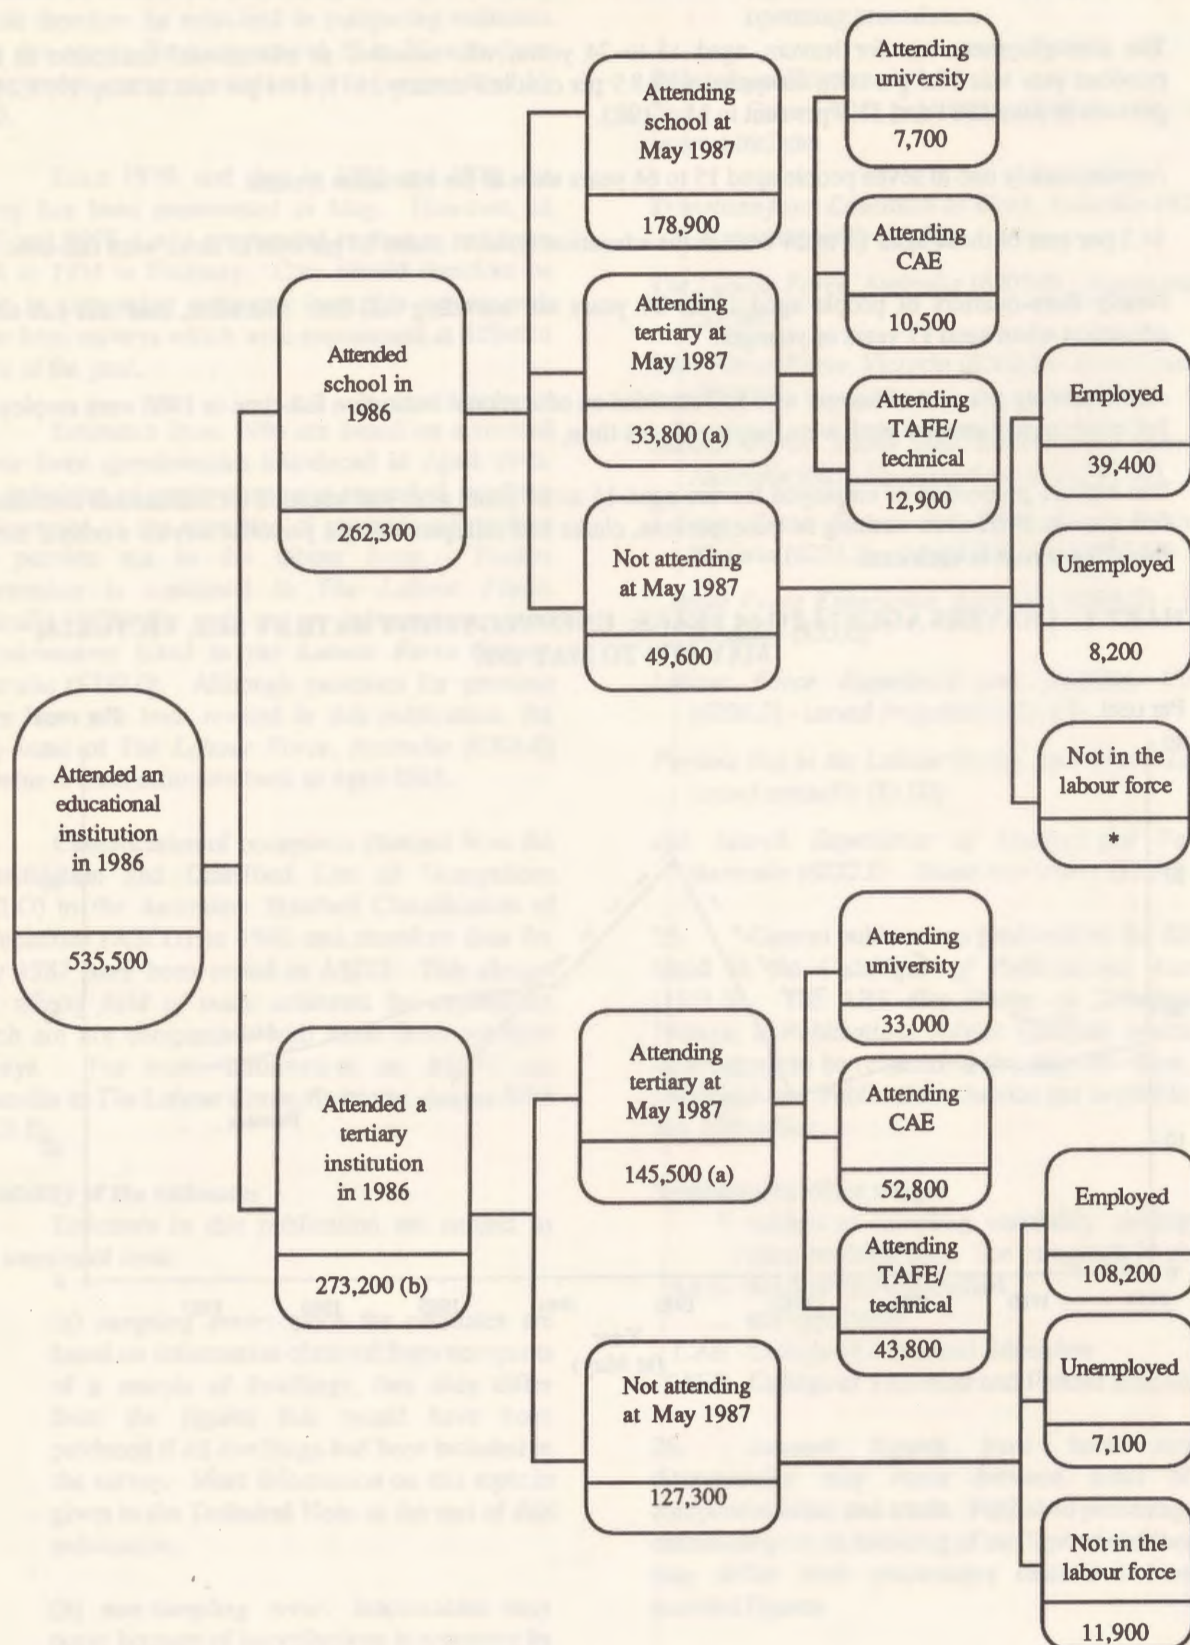 Attended an
educational
institution
in 1986
535,500
Attended
school in
1986
262,300
Attending
school at
May 1987
178,900
Attending
tertiary at
May 1987
33,800 (a)
Attending
university
7,700
Attending
CAE
10,500
Attending
TAFE/
technical
12,900
Not attending
at May 1987
49,600
Employed
39,400
Unemployed
8,200
Not in the
labour force
*
Attended a
tertiary
institution
in 1986
273,200 (b)
Attending
tertiary at
May 1987
145,500 (a)
Attending
university
33,000
Attending
CAE
52,800
Attending
TAFE/
technical
43,800
Not attending
at May 1987
127,300
Employed
108,200
Unemployed
7,100
Not in the
labour force
11,900